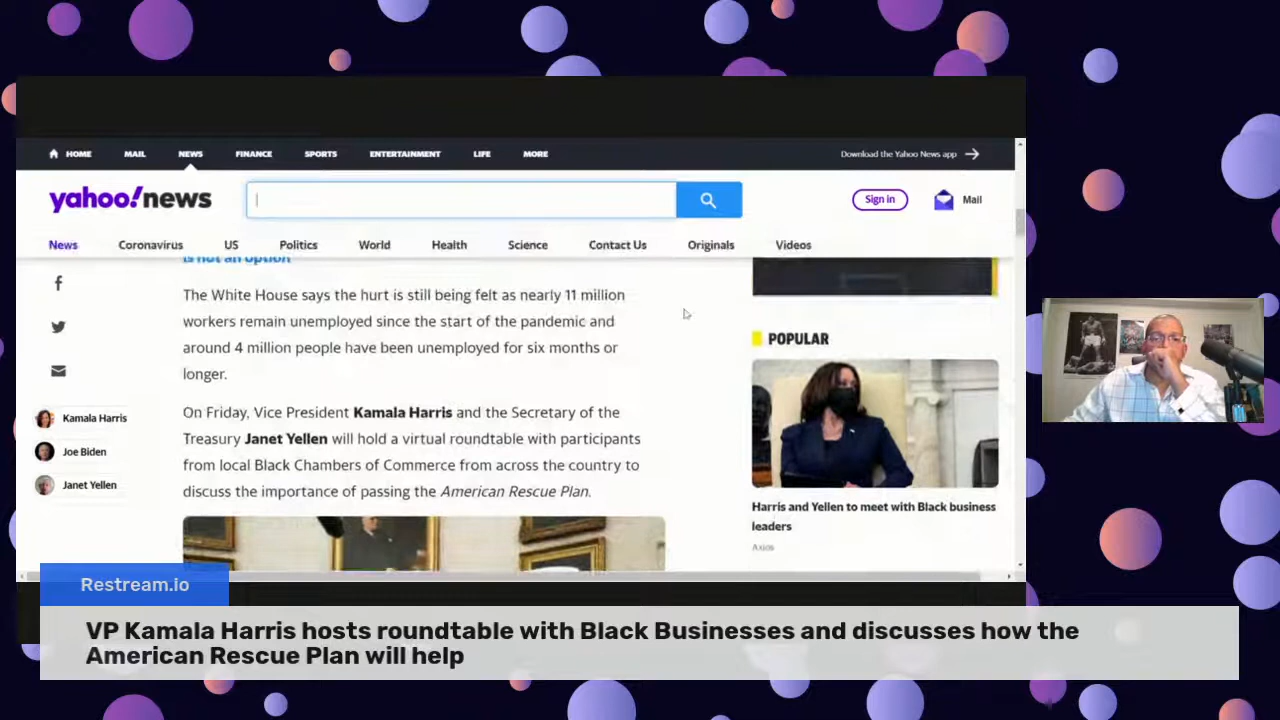 HOME MAIL NEWS FINANCE SPORTS ENTERTAINMENT LIFE MORE Download the Yahoo News app
yahoo!news Sign in Mail
News Coronavirus US Politics World Health Science Contact Us Originals Videos
is not an option
The White House says the hurt is still being felt as nearly 11 million
workers remain unemployed since the start of the pandemic and
around 4 million people have been unemployed for six months or
longer.
On Friday, Vice President Kamala Harris and the Secretary of the
Treasury Janet Yellen will hold a virtual roundtable with participants
from local Black Chambers of Commerce from across the country to
discuss the importance of passing the American Rescue Plan.
Kamala Harris
Joe Biden
Janet Yellen
POPULAR
Harris and Yellen to meet with Black business
leaders
Axios
Restream.io
VP Kamala Harris hosts roundtable with Black Businesses and discusses how the
American Rescue Plan will help